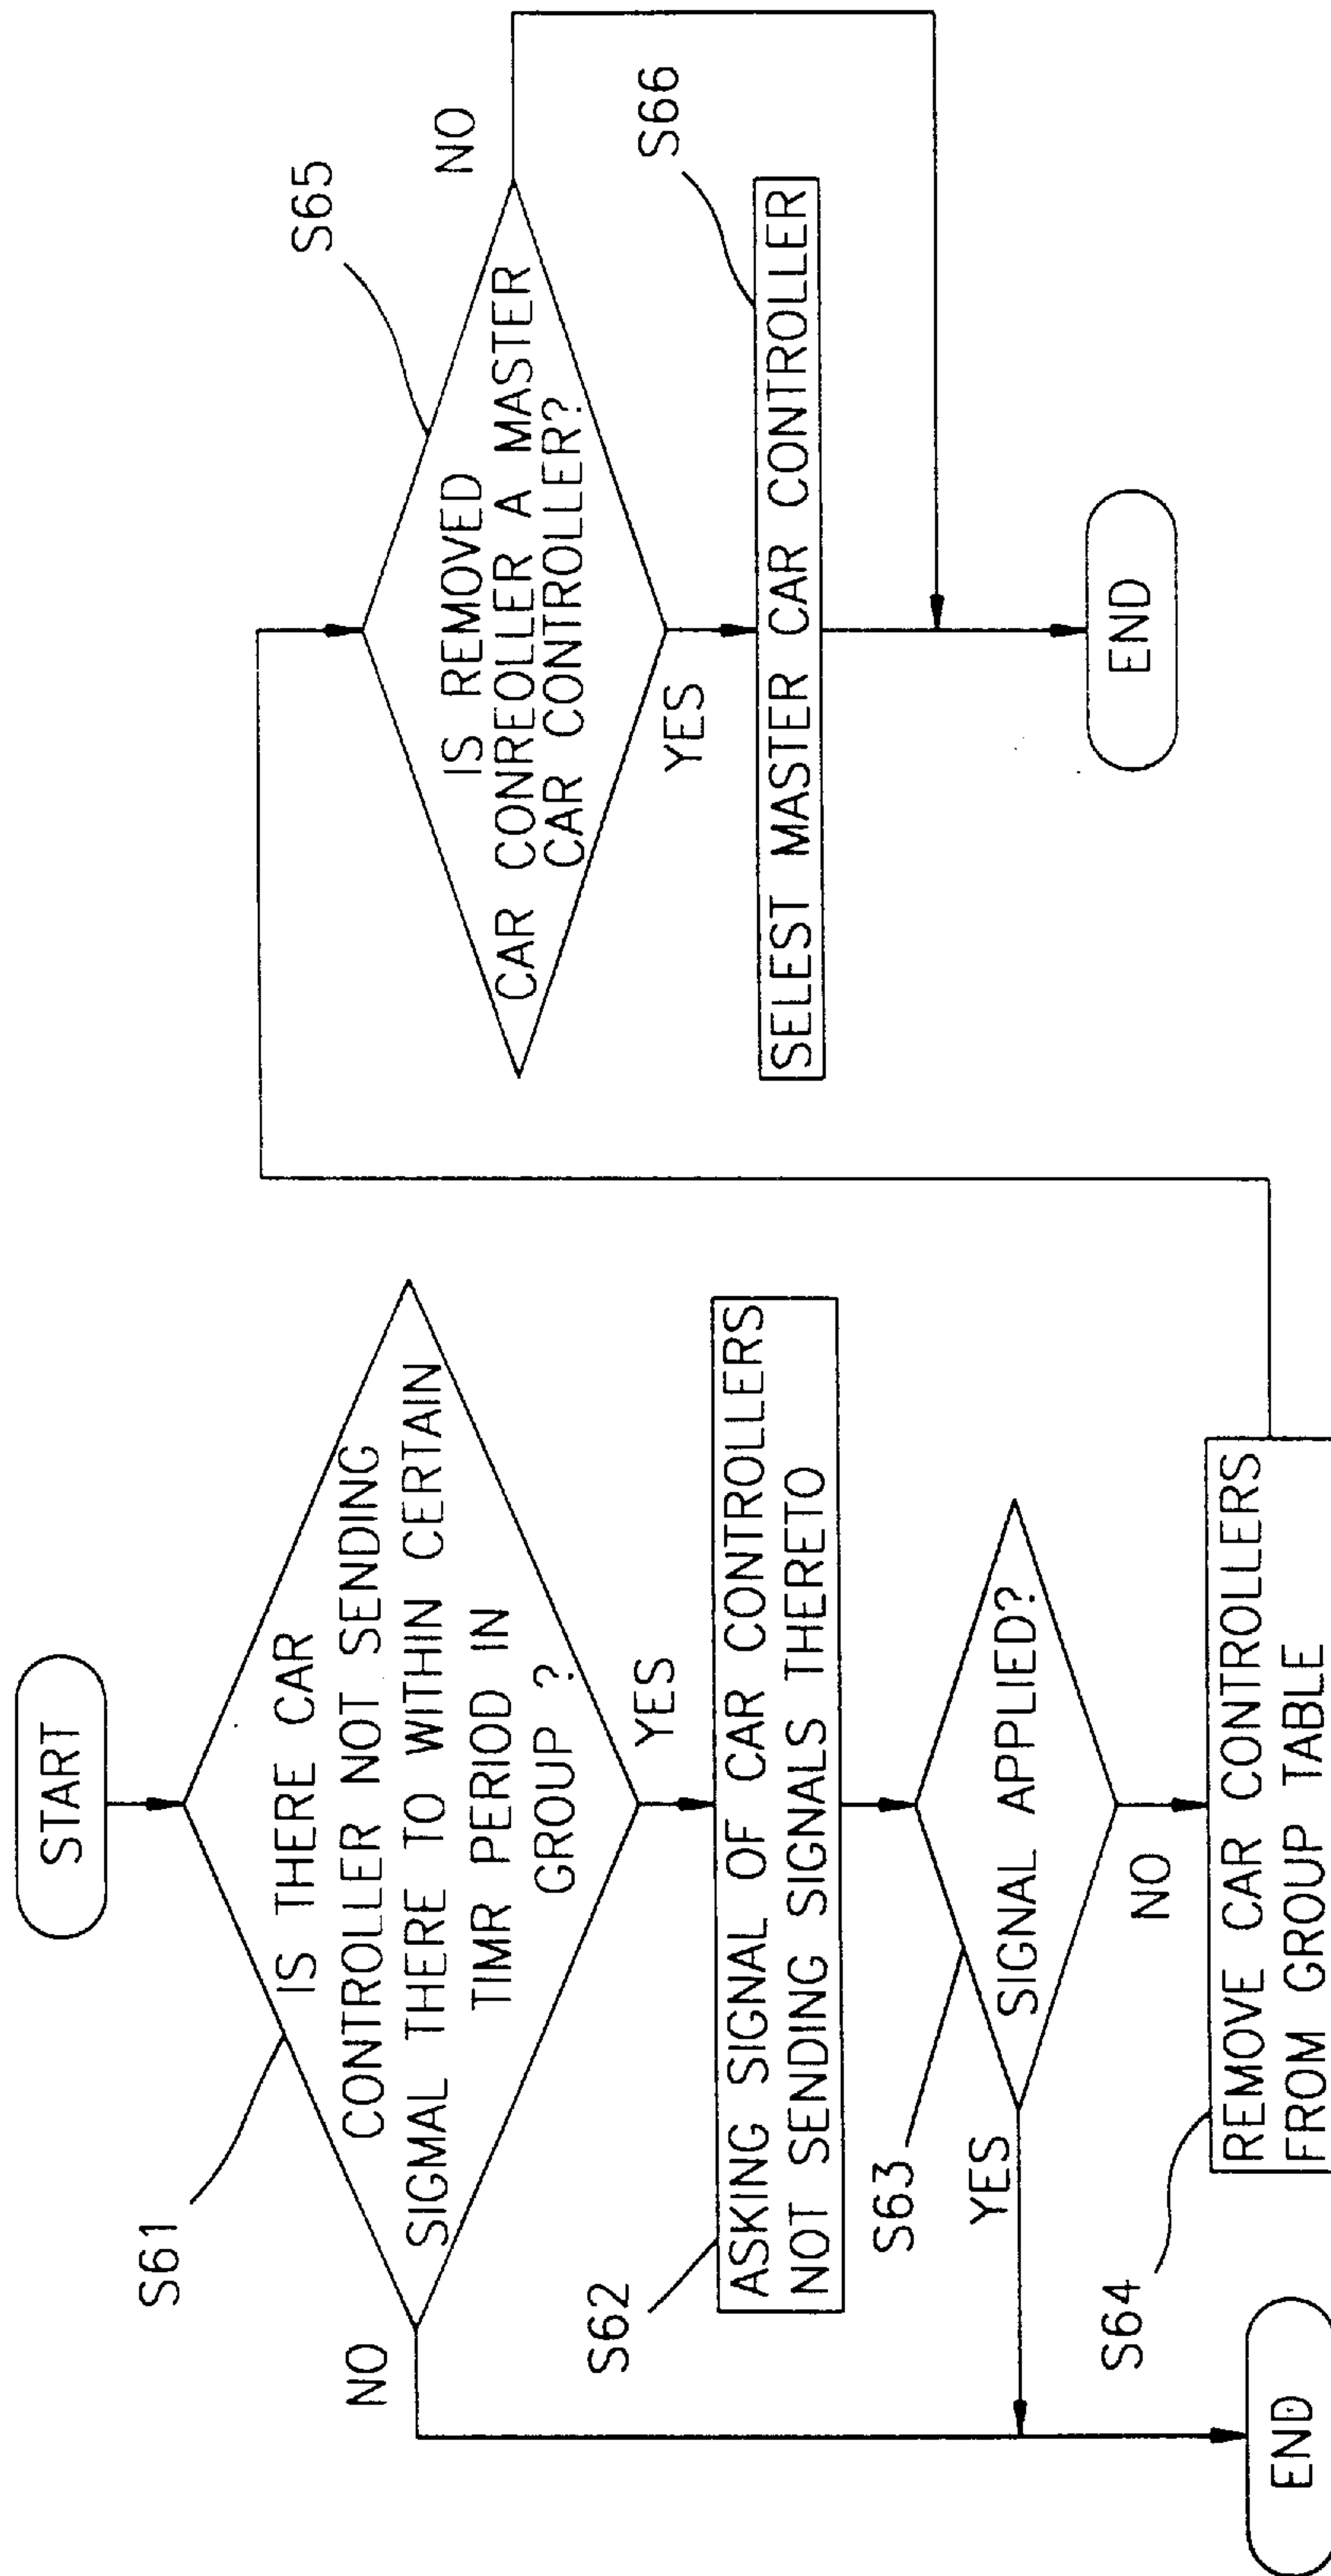 START
S61
IS THERE CAR
CONTROLLER NOT SENDING
SIGMAL THERE TO WITHIN CERTAIN
TIMR PERIOD IN
GROUP ?
NO
YES
S62
ASKING SIGNAL OF CAR CONTROLLERS
NOT SENDING SIGNALS THERETO
S63
SIGNAL APPLIED?
YES
NO
S64
REMOVE CAR CONTROLLERS
FROM GROUP TABLE
END
S65
IS REMOVED
CAR CONREOLLER A MASTER
CAR CONTROLLER?
NO
YES
S66
SELEST MASTER CAR CONTROLLER
END